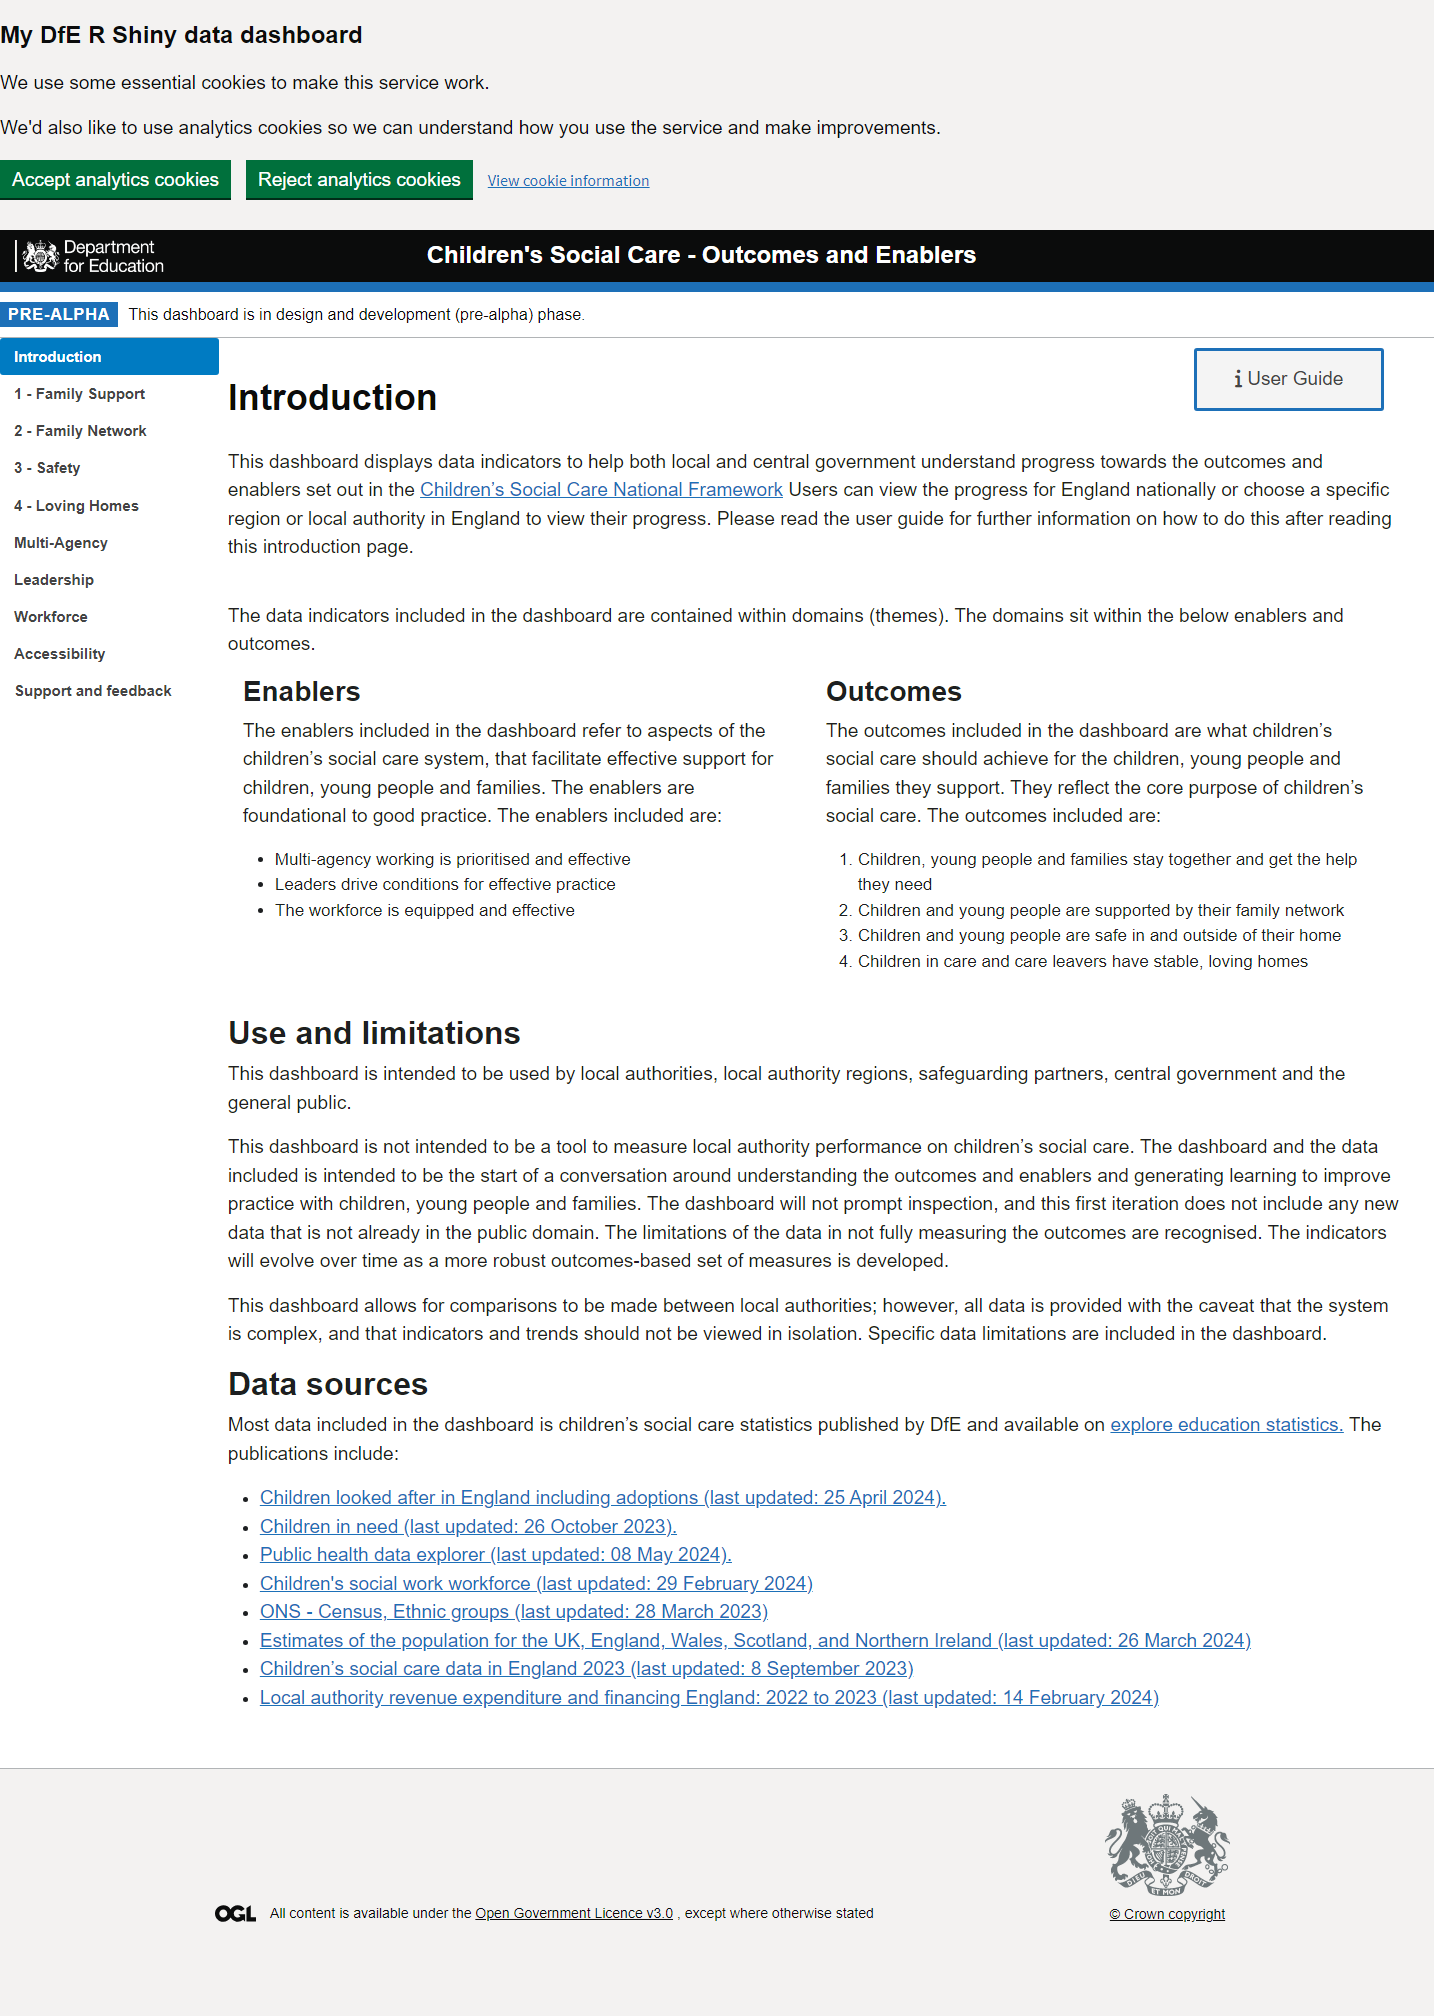 My DfE R Shiny data dashboard
We use some essential cookies to make this service work.
We'd also like to use analytics cookies so we can understand how you use the service and make improvements.
Accept analytics cookies
Reject analytics cookies
View cookie information
Department
for Education
Children's Social Care - Outcomes and Enablers
PRE-ALPHA
This dashboard is in design and development (pre-alpha) phase.
Introduction
1 - Family Support
2 - Family Network
3 - Safety
4 - Loving Homes
Multi-Agency
Leadership
Workforce
Accessibility
Support and feedback
User Guide
Introduction
This dashboard displays data indicators to help both local and central government understand progress towards the outcomes and
enablers set out in the Children’s Social Care National Framework Users can view the progress for England nationally or choose a specific
region or local authority in England to view their progress. Please read the user guide for further information on how to do this after reading
this introduction page.
The data indicators included in the dashboard are contained within domains (themes). The domains sit within the below enablers and
outcomes.
Enablers
The enablers included in the dashboard refer to aspects of the
children’s social care system, that facilitate effective support for
children, young people and families. The enablers are
foundational to good practice. The enablers included are:
• Multi-agency working is prioritised and effective
• Leaders drive conditions for effective practice
• The workforce is equipped and effective
Outcomes
The outcomes included in the dashboard are what children’s
social care should achieve for the children, young people and
families they support. They reflect the core purpose of children’s
social care. The outcomes included are:
1. Children, young people and families stay together and get the help
they need
2. Children and young people are supported by their family network
3. Children and young people are safe in and outside of their home
4. Children in care and care leavers have stable, loving homes
Use and limitations
This dashboard is intended to be used by local authorities, local authority regions, safeguarding partners, central government and the
general public.
This dashboard is not intended to be a tool to measure local authority performance on children’s social care. The dashboard and the data
included is intended to be the start of a conversation around understanding the outcomes and enablers and generating learning to improve
practice with children, young people and families. The dashboard will not prompt inspection, and this first iteration does not include any new
data that is not already in the public domain. The limitations of the data in not fully measuring the outcomes are recognised. The indicators
will evolve over time as a more robust outcomes-based set of measures is developed.
This dashboard allows for comparisons to be made between local authorities; however, all data is provided with the caveat that the system
is complex, and that indicators and trends should not be viewed in isolation. Specific data limitations are included in the dashboard.
Data sources
Most data included in the dashboard is children’s social care statistics published by DfE and available on explore education statistics. The
publications include:
• Children looked after in England including adoptions (last updated: 25 April 2024).
• Children in need (last updated: 26 October 2023).
• Public health data explorer (last updated: 08 May 2024).
• Children's social work workforce (last updated: 29 February 2024)
• ONS - Census, Ethnic groups (last updated: 28 March 2023)
• Estimates of the population for the UK, England, Wales, Scotland, and Northern Ireland (last updated: 26 March 2024)
• Children’s social care data in England 2023 (last updated: 8 September 2023)
• Local authority revenue expenditure and financing England: 2022 to 2023 (last updated: 14 February 2024)
DIEU ET MON DROIT
OGL
All content is available under the Open Government Licence v3.0 , except where otherwise stated
© Crown copyright